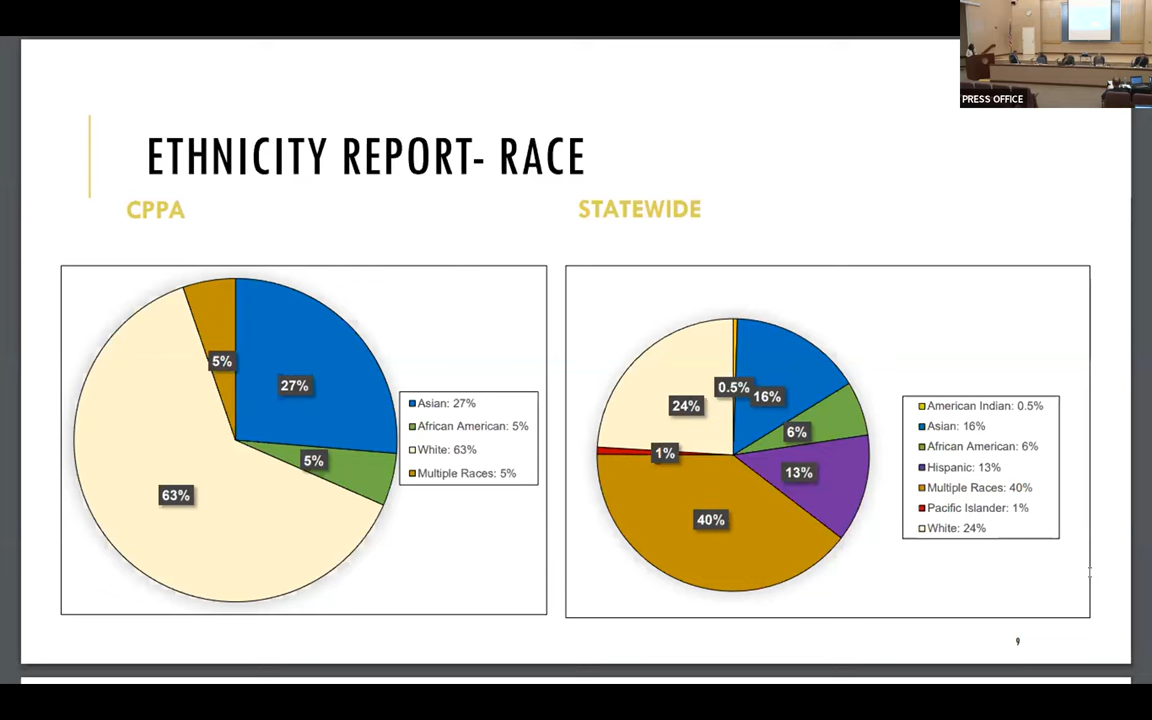 PRESS OFFICE
ETHNICITY REPORT- RACE
CPPA
5%
27%
5%
63%
Asian: 27%
African American: 5%
White: 63%
Multiple Races: 5%
STATEWIDE
0.5%
16%
24%
6%
1%
13%
40%
American Indian: 0.5%
Asian: 16%
African American: 6%
Hispanic: 13%
Multiple Races: 40%
Pacific Islander: 1%
White: 24%
9